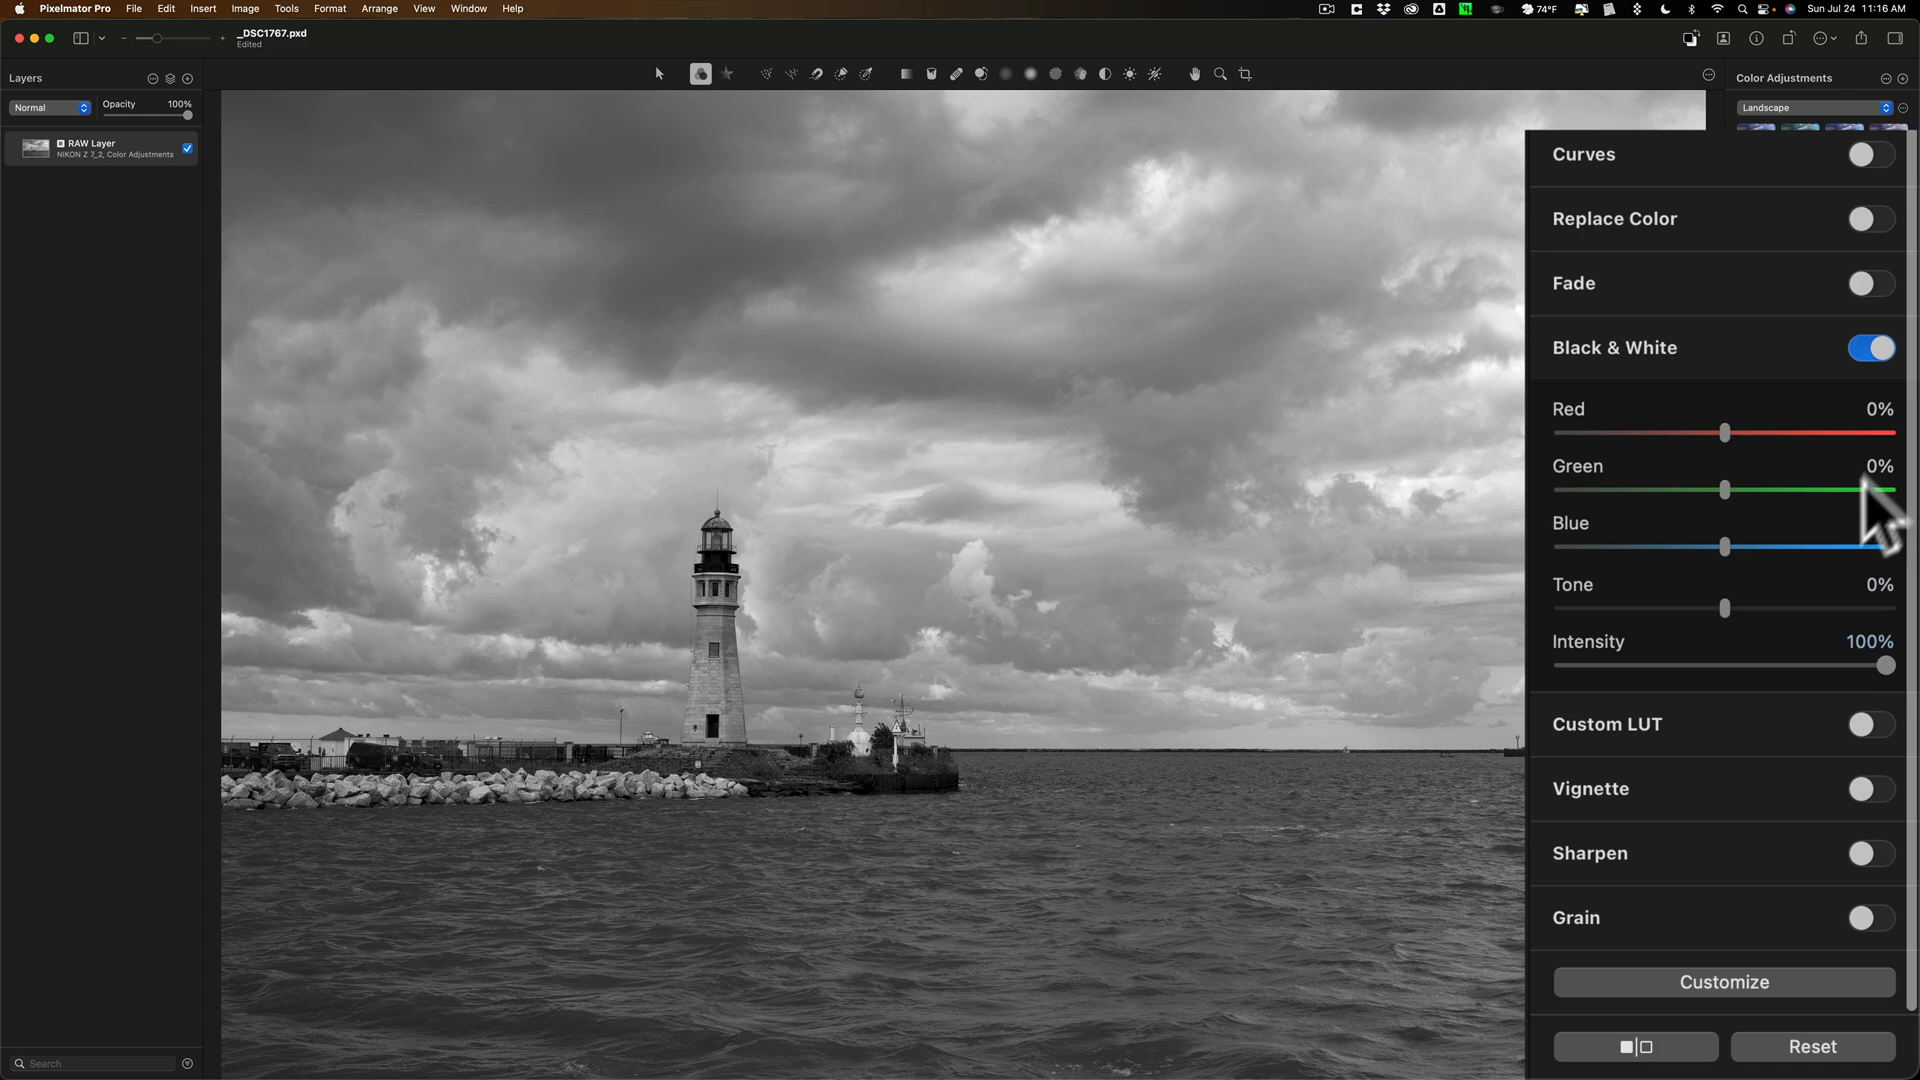 Pixelmator Pro File Edit Insert Image Tools Format Arrange View Window Help
74°F Sun Jul 24 11:16 AM
_DSC1767.pxd
Edited
Layers
Normal
Opacity 100%
RAW Layer
NIKON Z 7_2, Color Adjustments
Search
Color Adjustments
Landscape
Curves
Replace Color
Fade
Black & White
Red 0%
Green 0%
Blue
Tone 0%
Intensity 100%
Custom LUT
Vignette
Sharpen
Grain
Customize
Reset